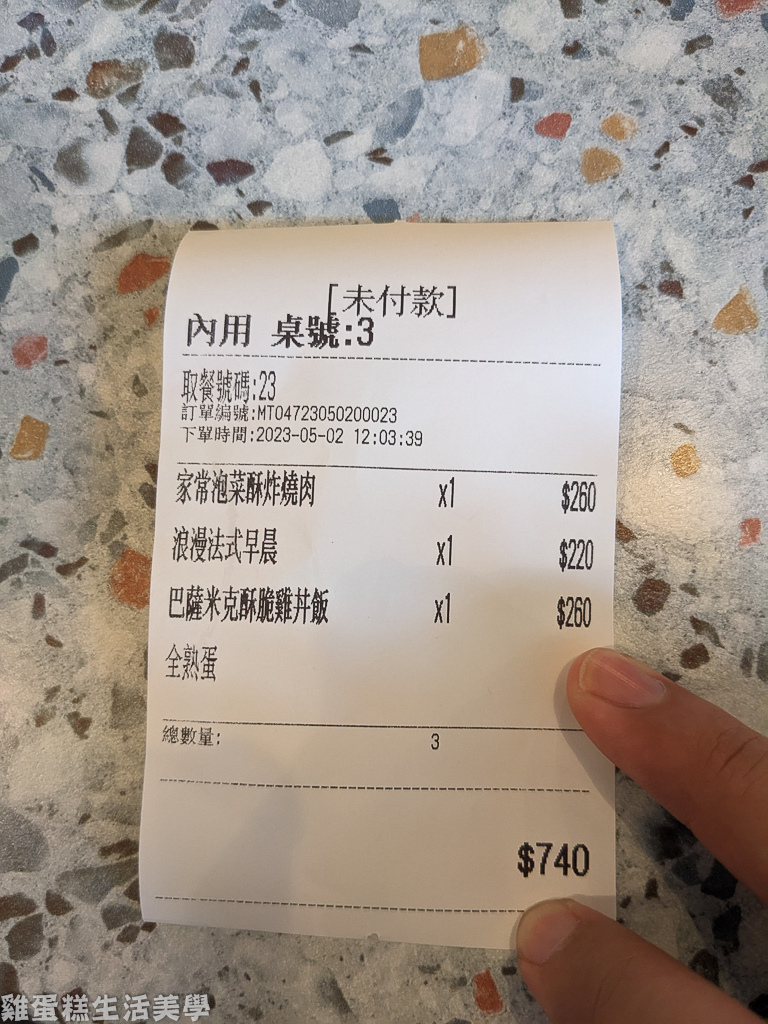 [未付款]
內用 桌號:3
取餐號碼:23
訂單編號:MT04723050200023
下單時間:2023-05-02 12:03:39
家常泡菜酥炸燒肉 x1 $260
浪漫法式早晨 x1 $220
巴薩米克酥脆雞丼飯 x1 $260
全熟蛋
總數量: 3
$740
雞蛋糕生活美學